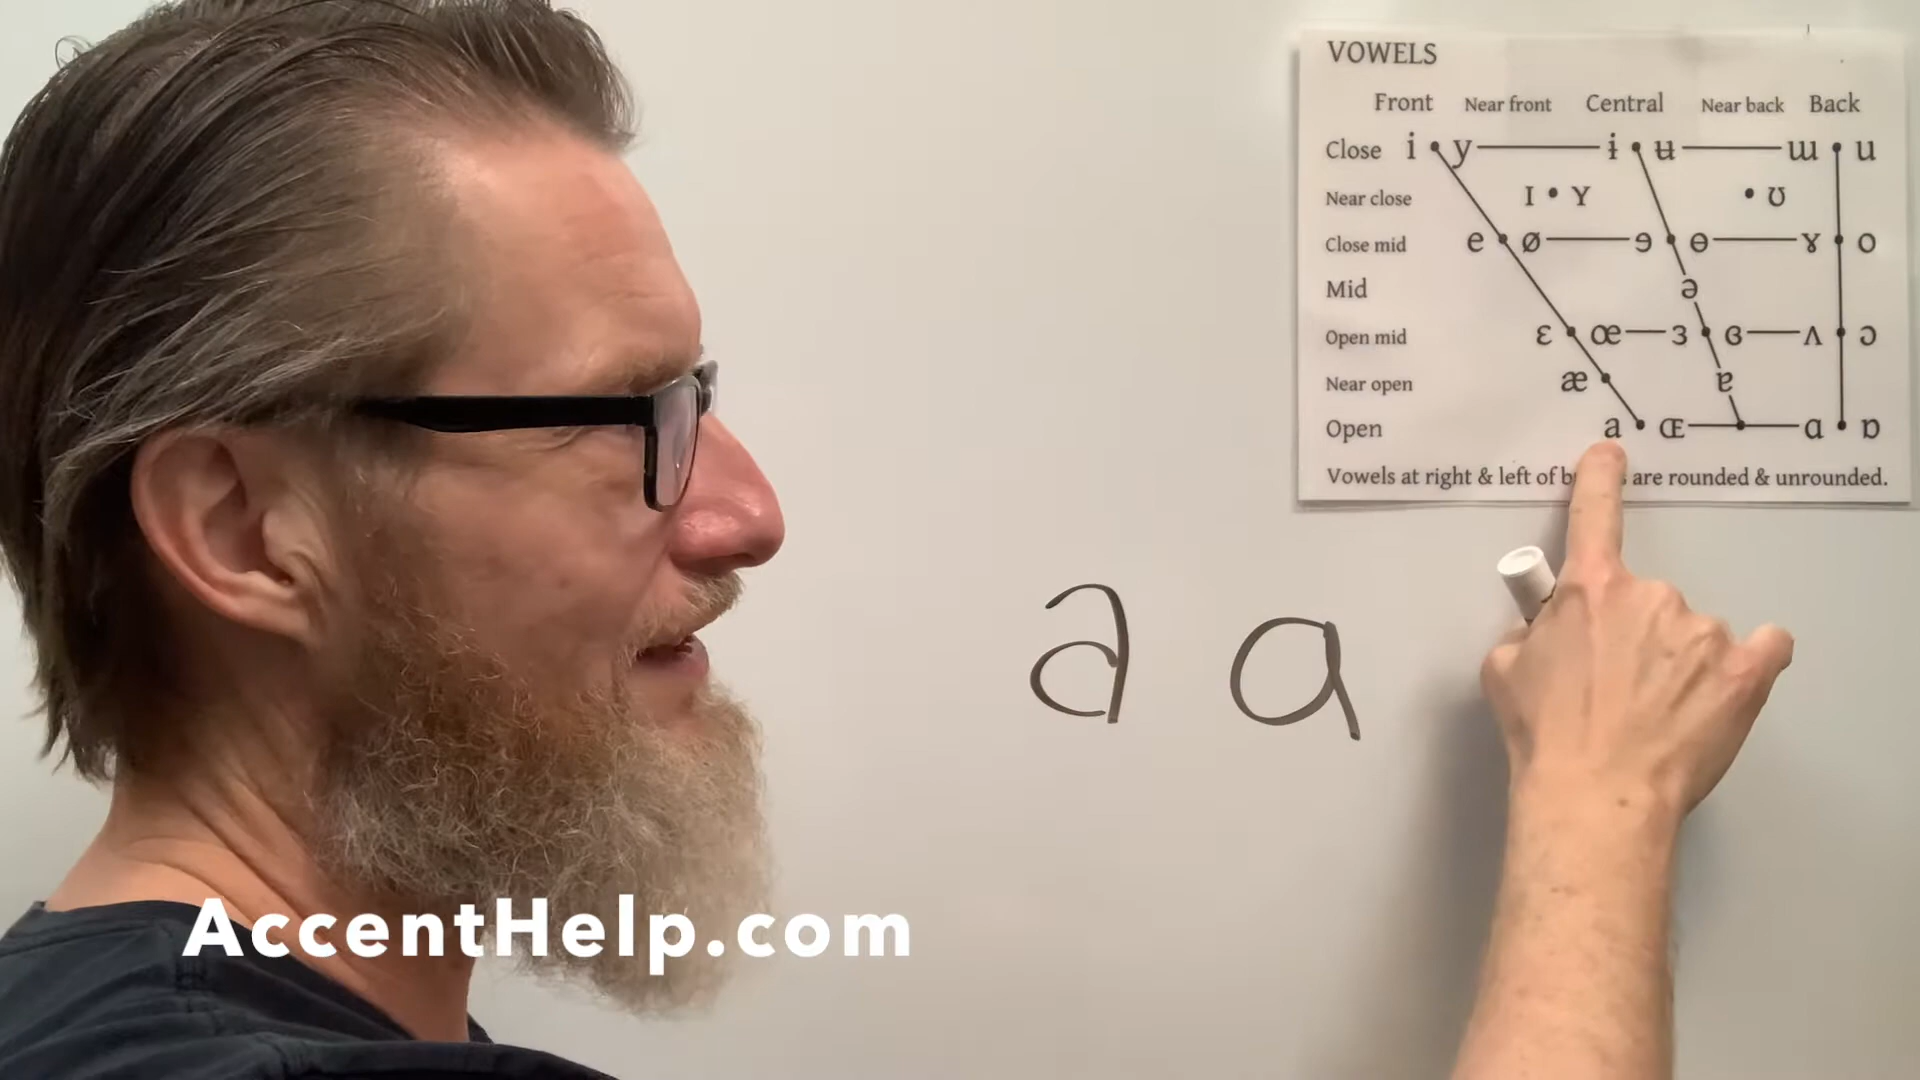 VOWELS
Front Near front Central Near back Back
Close i y ɨ ʉ ɯ u
Near close ɪ ʏ ʊ
Close mid e ø ɘ ɵ ɤ o
Mid ə
Open mid ɛ œ ɜ ɞ ʌ ɔ
Near open æ ɐ
Open a ɶ ɑ ɒ
Vowels at right & left of are rounded & unrounded.
a ɑ
AccentHelp.com